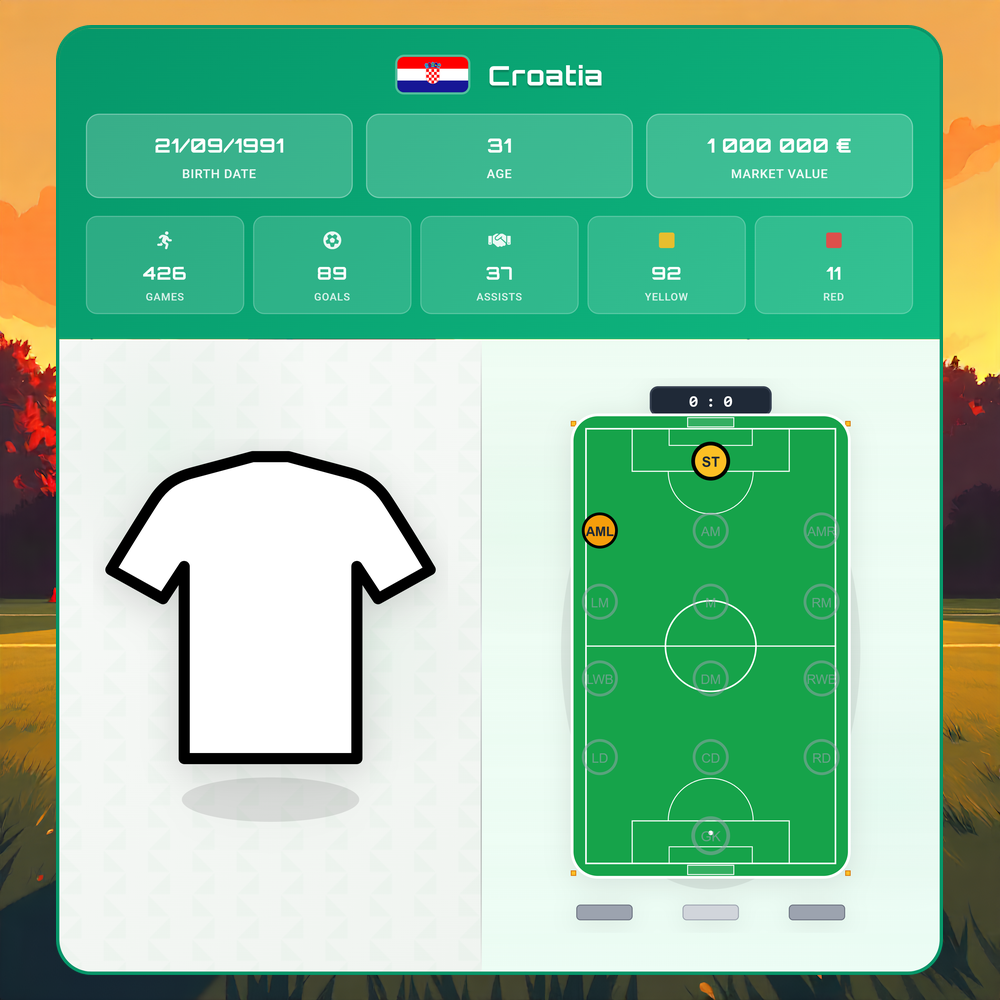 Croatia
21/09/1991
BIRTH DATE
31
AGE
1 000 000 €
MARKET VALUE
426
GAMES
89
GOALS
37
ASSISTS
92
YELLOW
11
RED
0 : 0
ST
AML
AM
AMR
LM
M
RM
LWB
DM
RWB
LD
CD
RD
GK